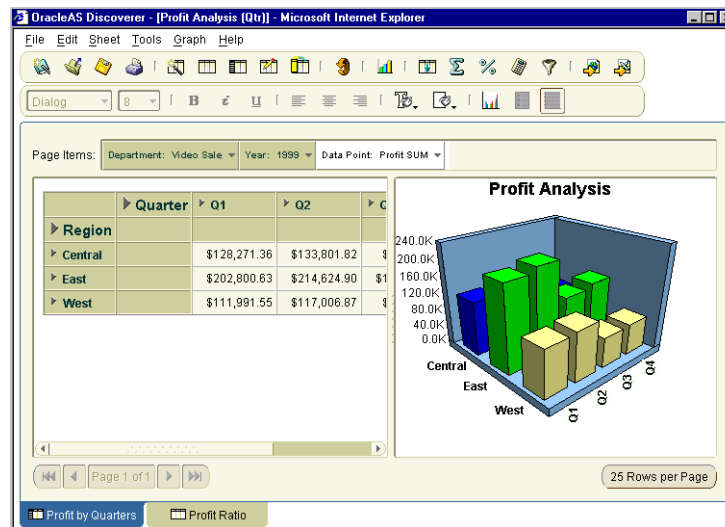 OracleAS Discoverer - [Profit Analysis (Qtr)] - Microsoft Internet Explorer
File Edit Sheet Tools Graph Help
Dialog 8 B i U
Page Items: Department: Video Sale Year: 1999 Data Point: Profit SUM
Quarter Q1 Q2
Region
Central $128,271.36 $133,801.82
East $202,800.63 $214,624.90
West $111,991.55 $117,006.87
Profit Analysis
240.0K
200.0K
160.0K
120.0K
80.0K
40.0K
0.0K
Central
East
West
Q1
Q2
Q3
Q4
Page 1 of 1
25 Rows per Page
Profit by Quarters Profit Ratio